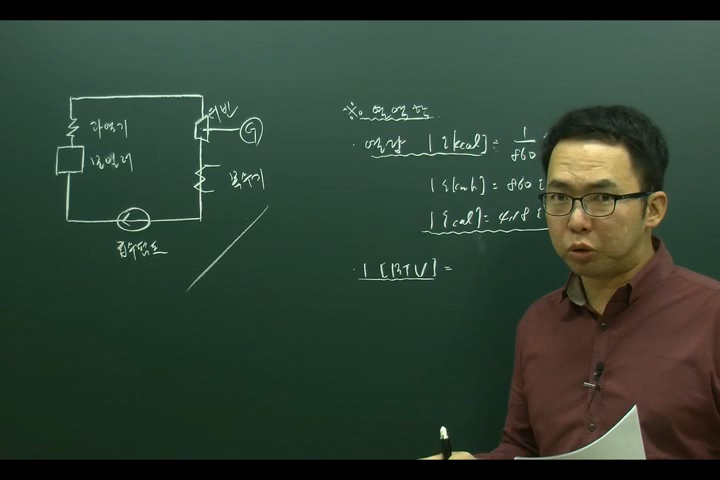 터빈
G
과열기
보일러
복수기
급수펌프
※. 열역학
· 열량 1[kcal] = 1/860
1[kwh] = 860[
1[cal] = 4.18[
· 1[BTU] =